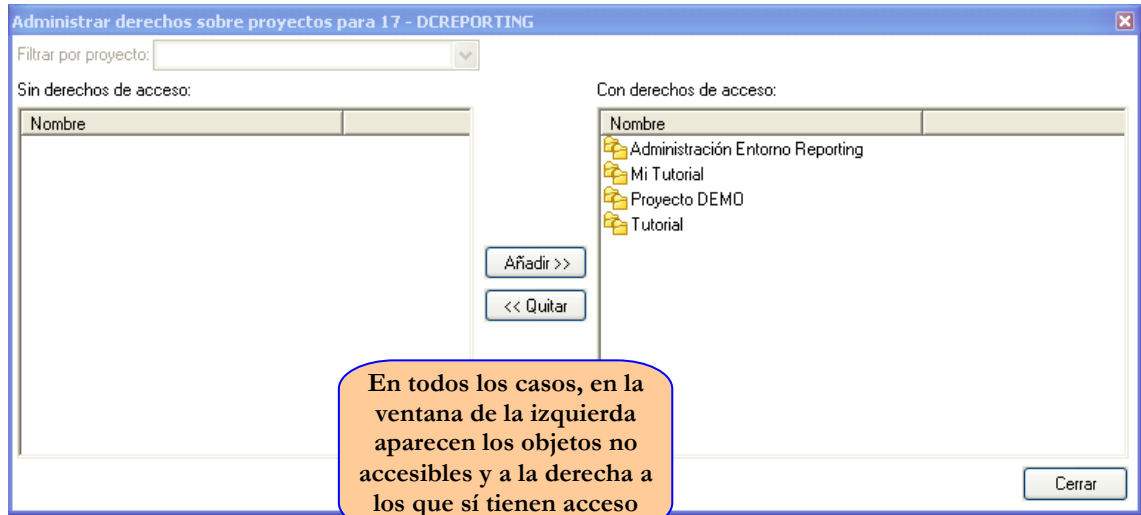 Administrar derechos sobre proyectos para 17 - DCREPORTING
Filtrar por proyecto:
Sin derechos de acceso:
Con derechos de acceso:
Nombre
Nombre
Administración Entorno Reporting
Mi Tutorial
Proyecto DEMO
Tutorial
Añadir >>
<< Quitar
En todos los casos, en la
ventana de la izquierda
aparecen los objetos no
accesibles y a la derecha a
los que sí tienen acceso
Cerrar